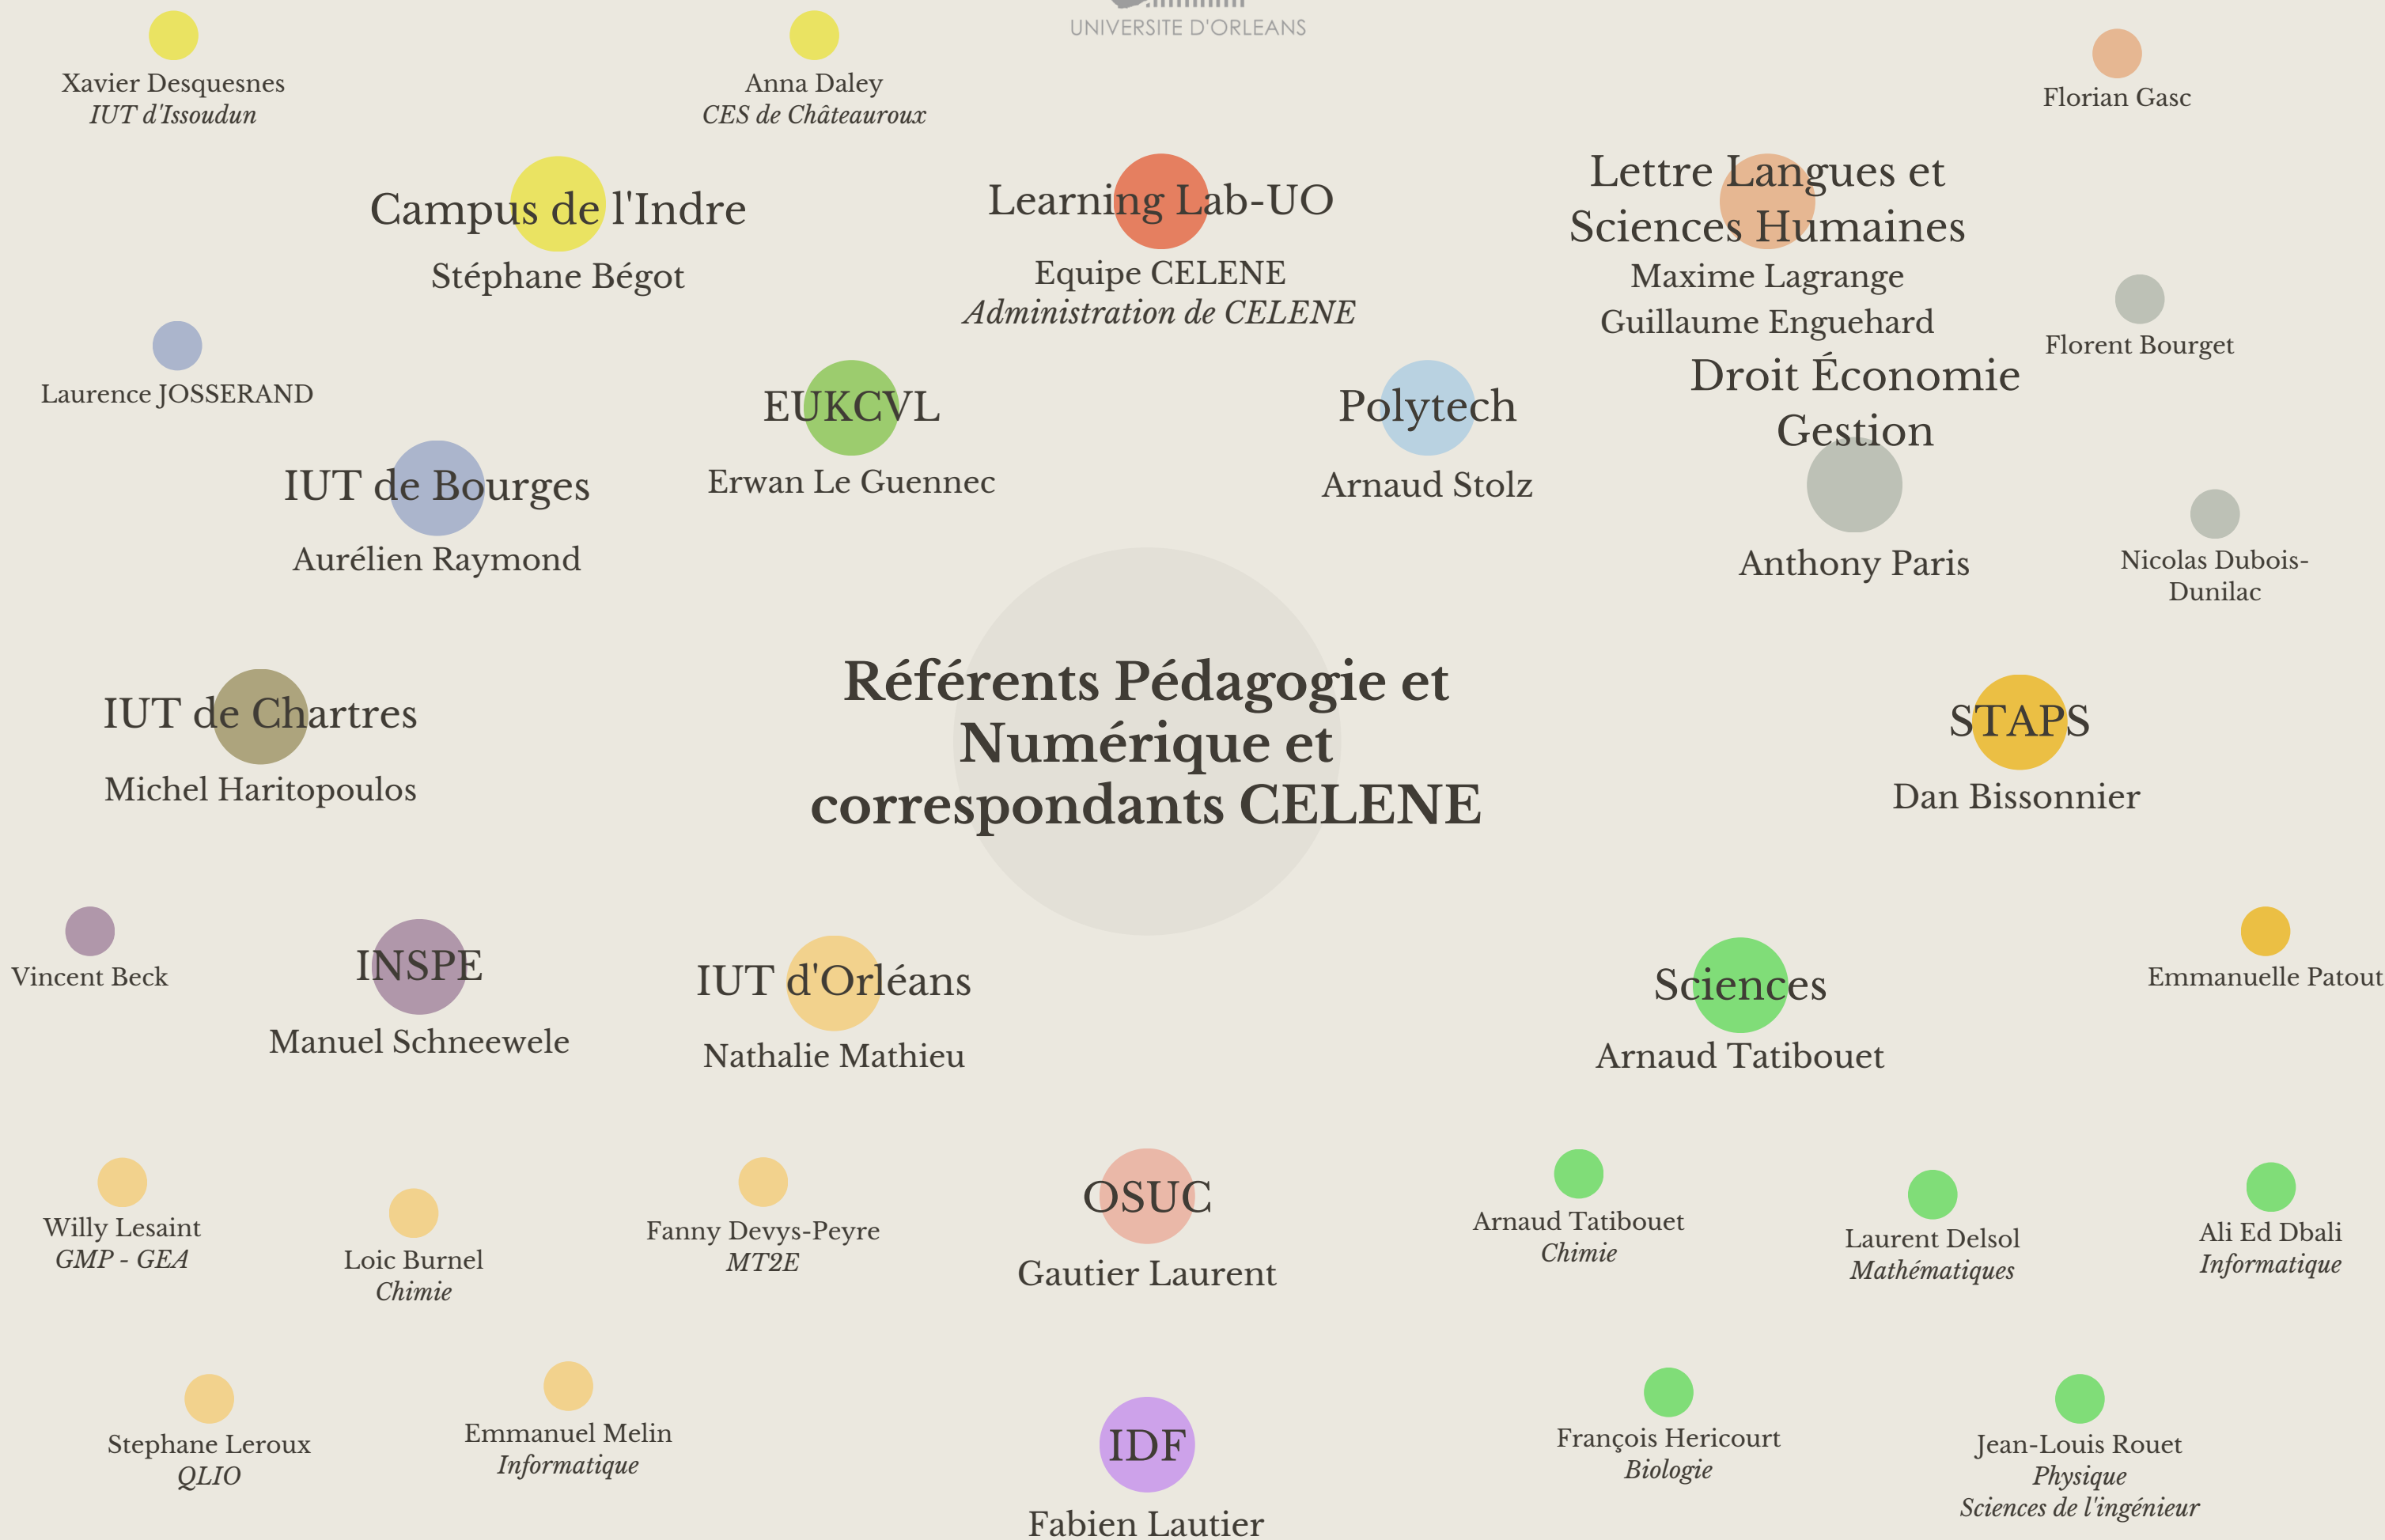 UNIVERSITE D'ORLEANS
Xavier Desquesnes
IUT d'Issoudun
Anna Daley
CES de Châteauroux
Florian Gasc
Campus de l'Indre
Stéphane Bégot
Learning Lab-UO
Equipe CELENE
Administration de CELENE
Lettre Langues et
Sciences Humaines
Maxime Lagrange
Guillaume Enguehard
Florent Bourget
Laurence JOSSERAND
EUKCVL
Erwan Le Guennec
Polytech
Arnaud Stolz
Droit Économie
Gestion
Anthony Paris
IUT de Bourges
Aurélien Raymond
Nicolas Dubois-
Dunilac
Référents Pédagogie et
Numérique et
correspondants CELENE
IUT de Chartres
Michel Haritopoulos
STAPS
Dan Bissonnier
Vincent Beck
INSPE
Manuel Schneewele
IUT d'Orléans
Nathalie Mathieu
Sciences
Arnaud Tatibouet
Emmanuelle Patout
Willy Lesaint
GMP - GEA
Loic Burnel
Chimie
Fanny Devys-Peyre
MT2E
OSUC
Gautier Laurent
Arnaud Tatibouet
Chimie
Laurent Delsol
Mathématiques
Ali Ed Dbali
Informatique
Stephane Leroux
QLIO
Emmanuel Melin
Informatique
IDF
Fabien Lautier
François Hericourt
Biologie
Jean-Louis Rouet
Physique
Sciences de l'ingénieur